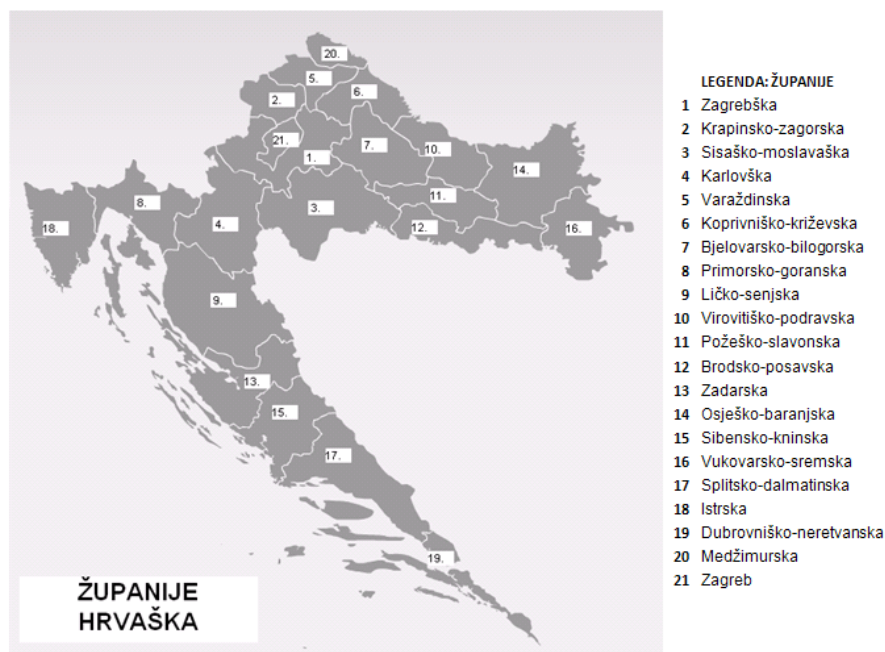 20.
5.
6.
2.
21.
10.
7.
1.
14.
11.
8.
3.
18.
4.
12.
16.
9.
13.
15.
17.
19.
ŽUPANIJE
HRVAŠKA
LEGENDA: ŽUPANIJE
1 Zagrebška
2 Krapinsko-zagorska
3 Sisaško-moslavaška
4 Karlovška
5 Varaždinska
6 Koprivniško-križevska
7 Bjelovarsko-bilogorska
8 Primorsko-goranska
9 Ličko-senjska
10 Virovitiško-podravska
11 Požeško-slavonska
12 Brodsko-posavska
13 Zadarska
14 Osješko-baranjska
15 Sibensko-kninska
16 Vukovarsko-sremska
17 Splitsko-dalmatinska
18 Istrska
19 Dubrovniško-neretvanska
20 Medžimurska
21 Zagreb